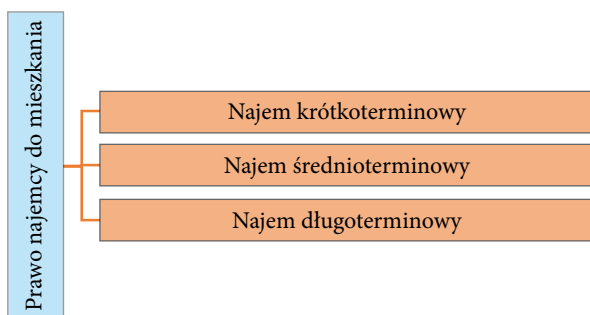 Prawo najemcy do mieszkania
Najem krótkoterminowy
Najem średnioterminowy
Najem długoterminowy